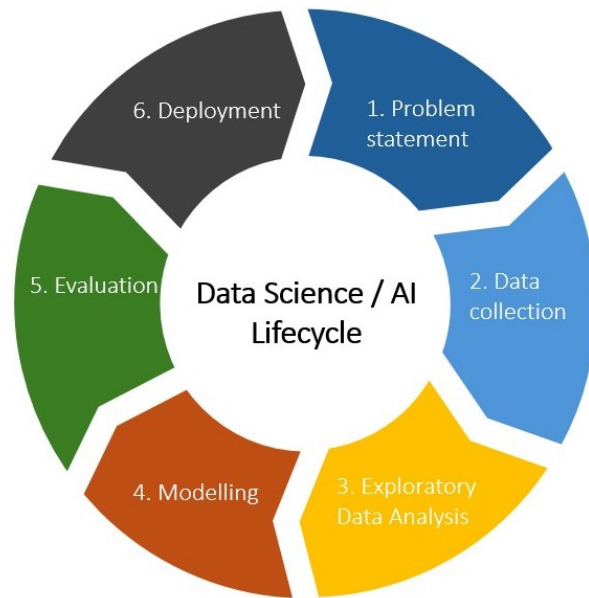 1. Problem
statement
2. Data
collection
3. Exploratory
Data Analysis
4. Modelling
5. Evaluation
6. Deployment
Data Science / AI
Lifecycle